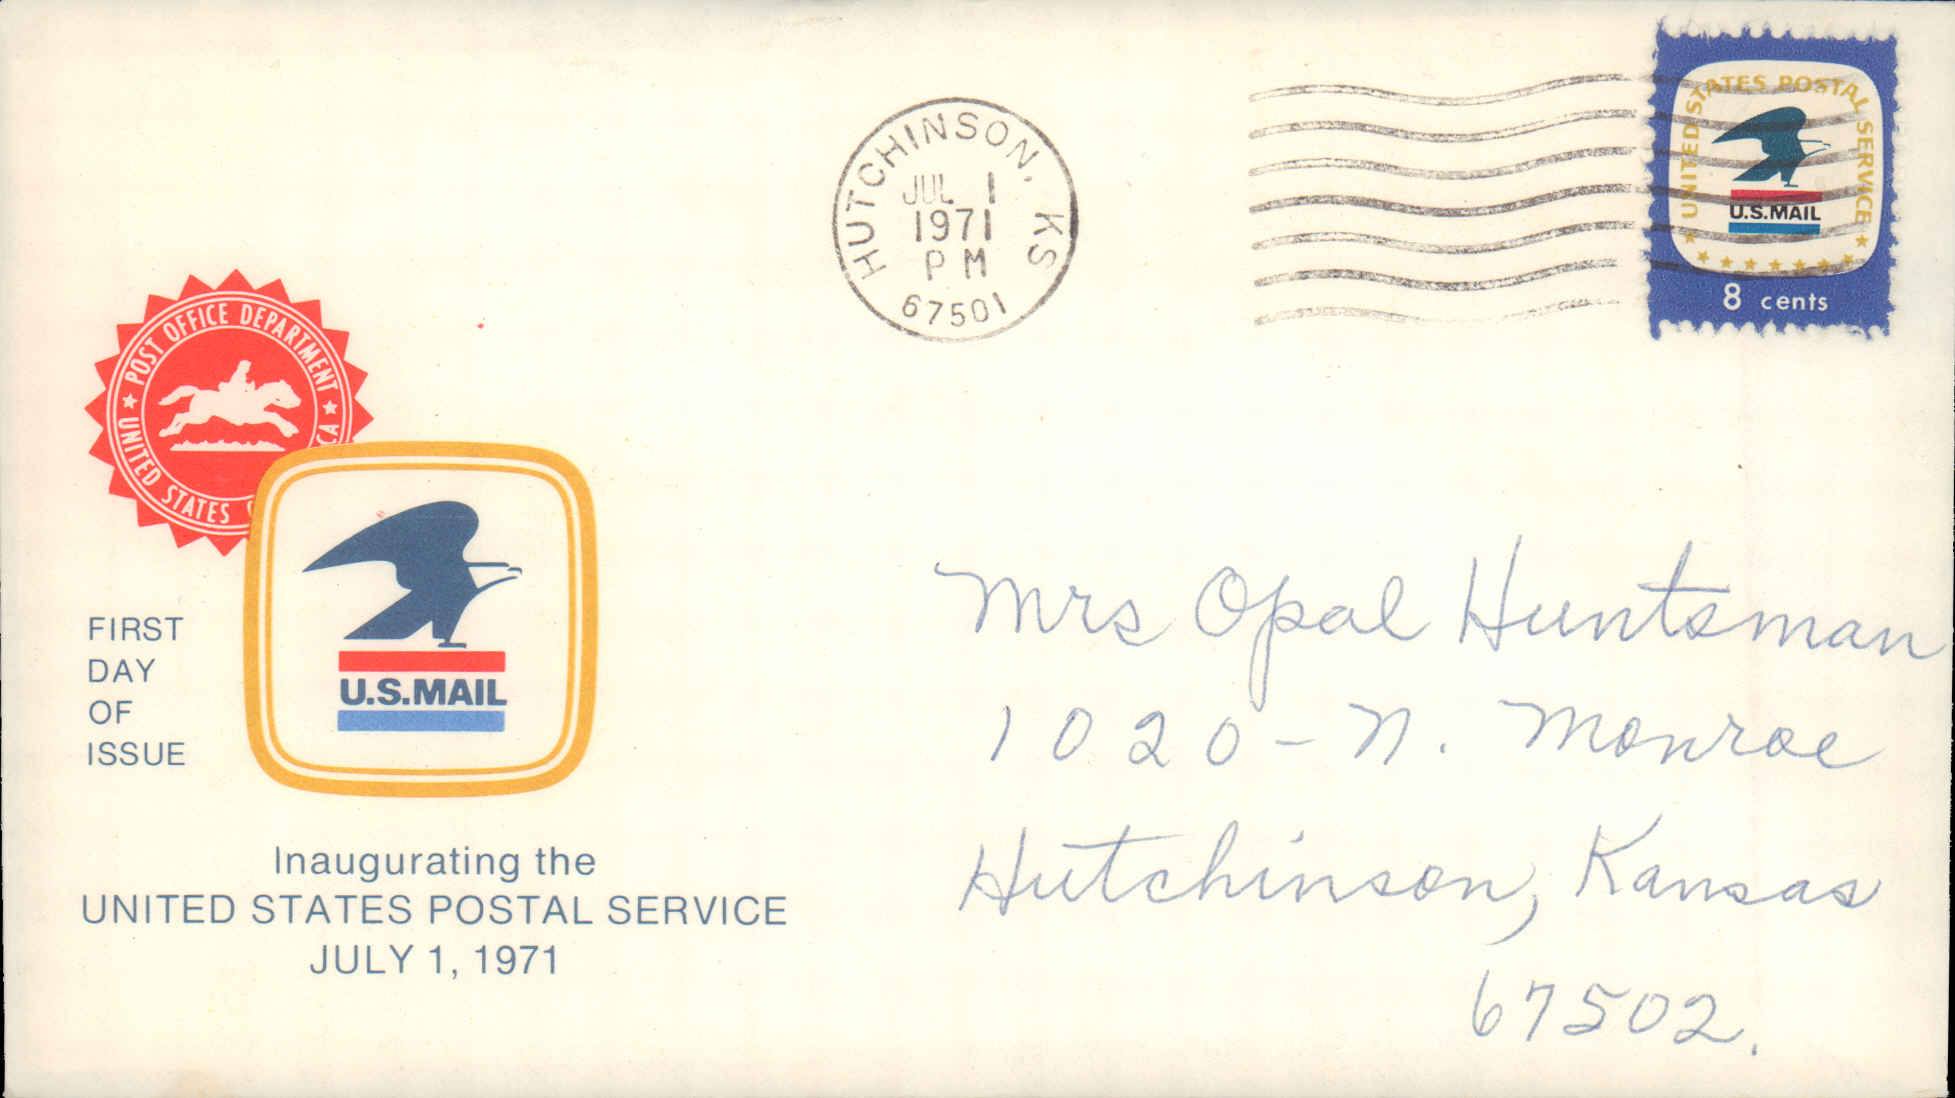 HUTCHINSON, KS
JUL 1
1971
PM
67501
UNITED STATES POSTAL SERVICE
U.S.MAIL
8 cents
POST OFFICE DEPARTMENT
UNITED STATES
U.S.MAIL
FIRST
DAY
OF
ISSUE
Inaugurating the
UNITED STATES POSTAL SERVICE
JULY 1, 1971
Mrs Opal Huntsman
1020-N. Monroe
Hutchinson, Kansas
67502.